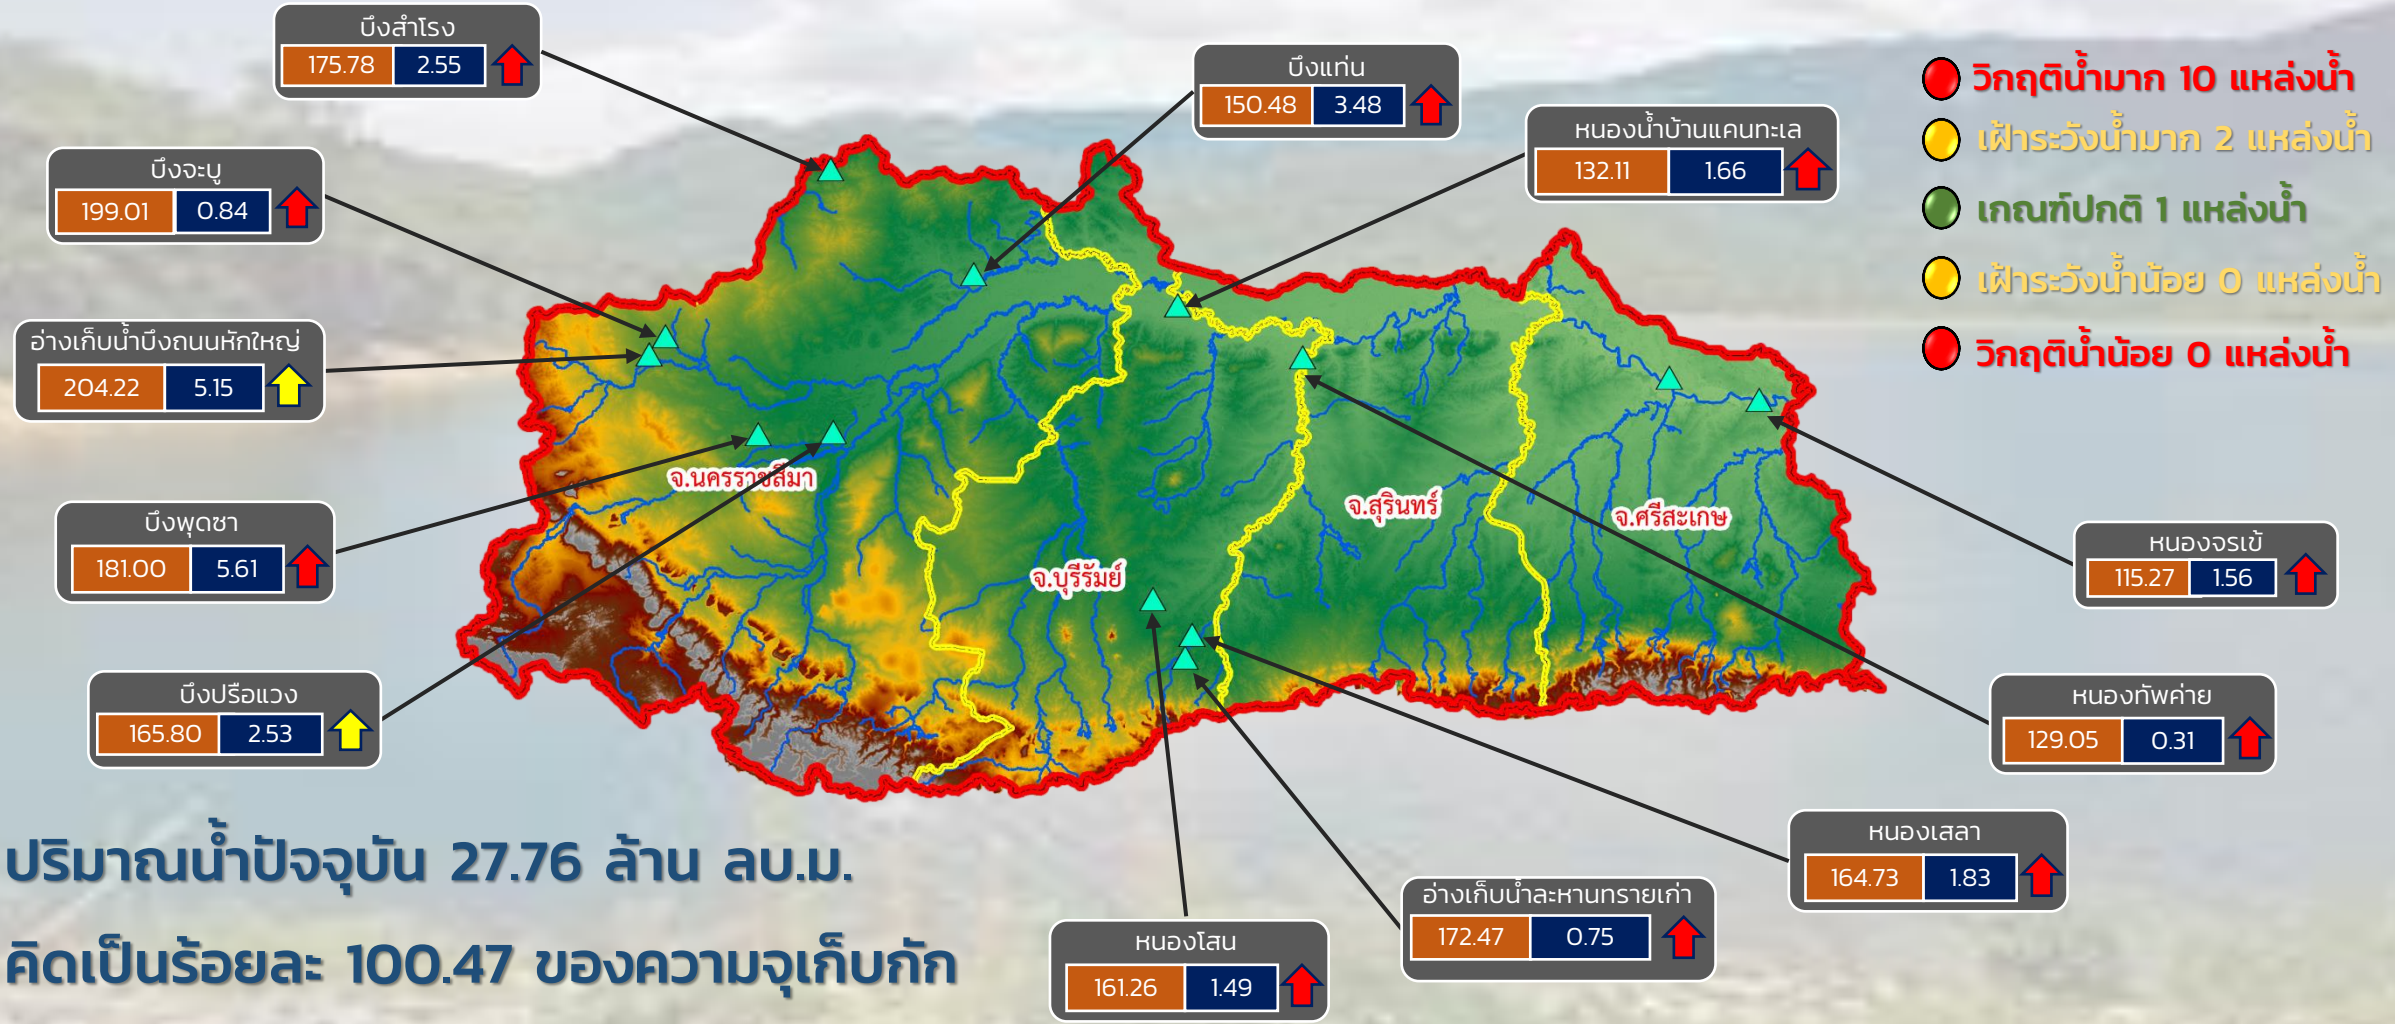 บึงสำโรง
175.78 2.55
บึงแท่น
150.48 3.48
หนองน้ำบ้านแคนทะเล
132.11 1.66
วิกฤติน้ำมาก 10 แหล่งน้ำ
เฝ้าระวังน้ำมาก 2 แหล่งน้ำ
เกณฑ์ปกติ 1 แหล่งน้ำ
เฝ้าระวังน้ำน้อย 0 แหล่งน้ำ
วิกฤติน้ำน้อย 0 แหล่งน้ำ
บึงจะบู
199.01 0.84
อ่างเก็บน้ำบึงถนนหักใหญ่
204.22 5.15
บึงพุดซา
181.00 5.61
บึงปรือแวง
165.80 2.53
จ.นครราชสีมา
จ.บุรีรัมย์
จ.สุรินทร์
จ.ศรีสะเกษ
หนองจรเข้
115.27 1.56
หนองทัพค่าย
129.05 0.31
หนองเสลา
164.73 1.83
อ่างเก็บน้ำละหานทรายเก่า
172.47 0.75
หนองโสน
161.26 1.49
ปริมาณน้ำปัจจุบัน 27.76 ล้าน ลบ.ม.
คิดเป็นร้อยละ 100.47 ของความจุเก็บกัก